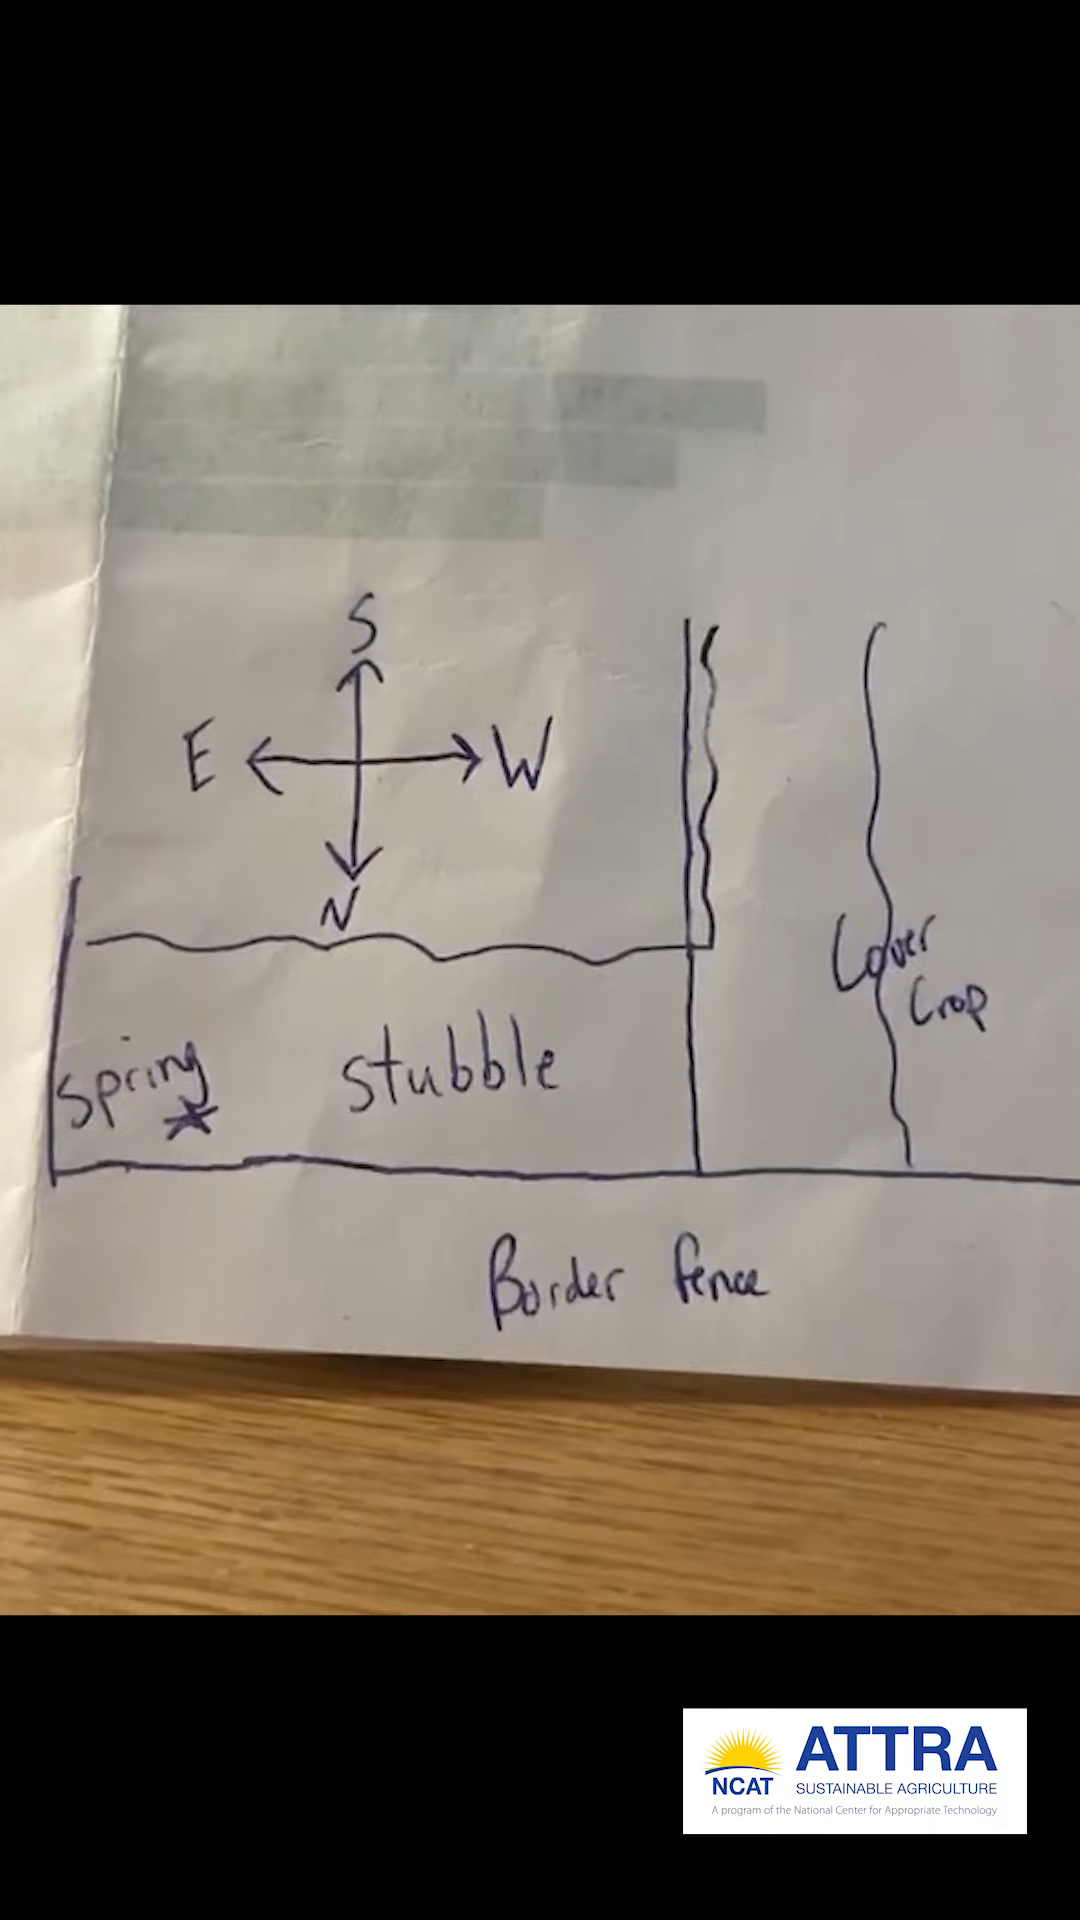 S
E W
N
Cover
Crop
spring stubble
Border fence
NCAT
ATTRA
SUSTAINABLE AGRICULTURE
A program of the National Center for Appropriate Technology